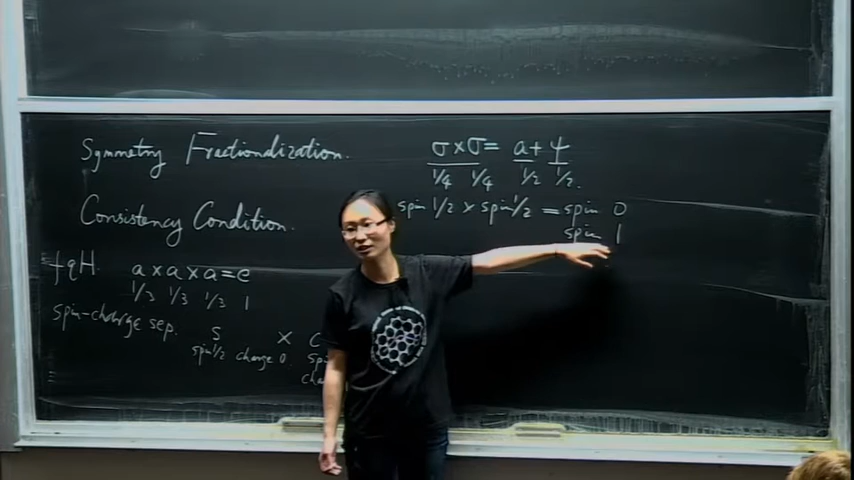 Symmetry Fractionalization
Consistency Condition.
fqH a×a×a=e
1/3 1/3 1/3 1
spin-charge sep. s × c
spin 1/2 charge 0
σ×σ= a+ψ
1/4 1/4 1/2 1/2.
spin 1/2 × spin 1/2 = spin 0
spin 1